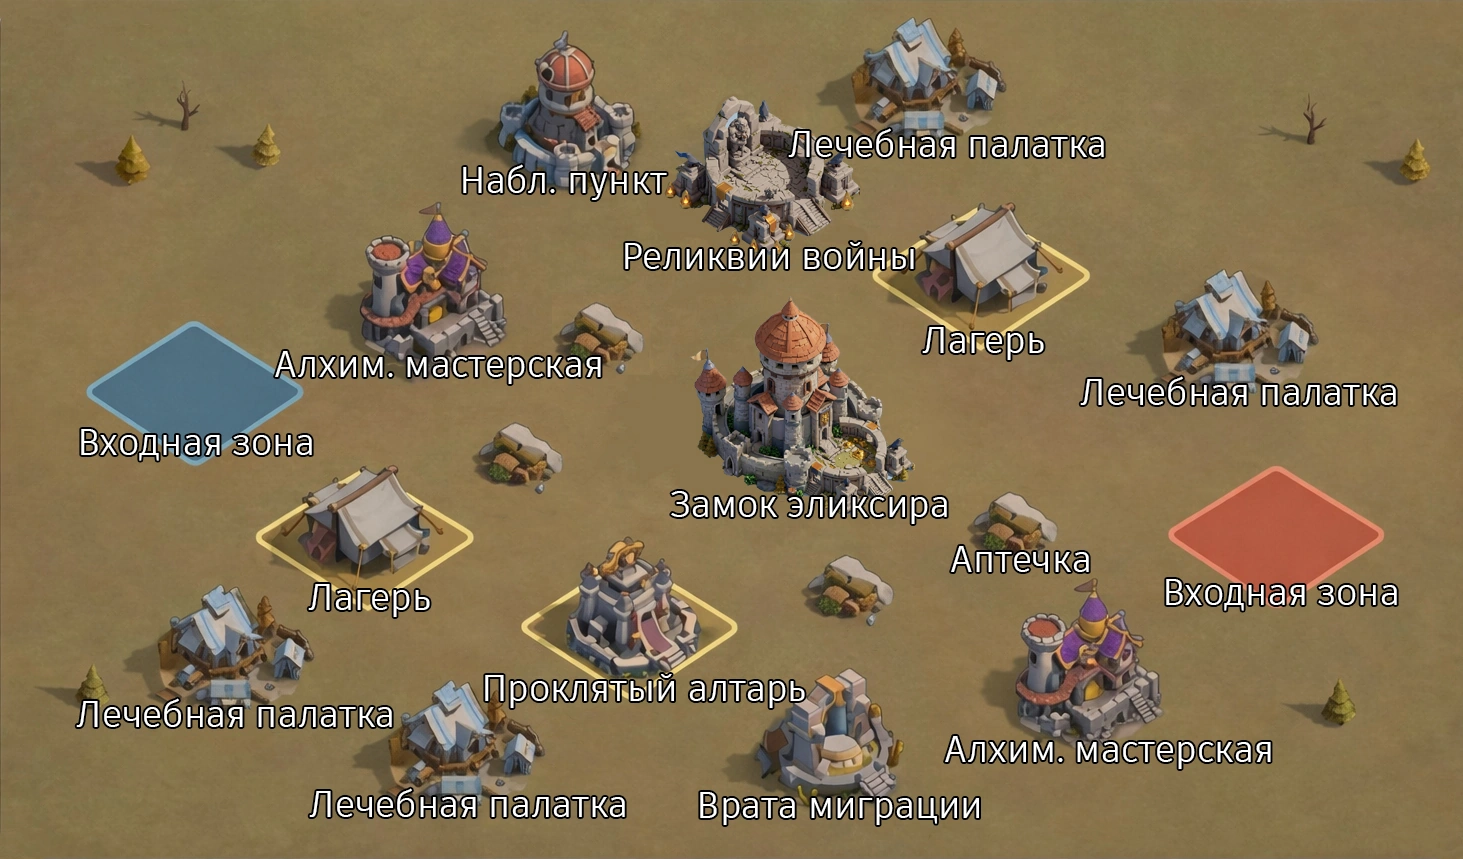 Лечебная палатка
Набл. пункт
Реликвии войны
Лагерь
Алхим. мастерская
Лечебная палатка
Входная зона
Замок эликсира
Аптечка
Входная зона
Лагерь
Проклятый алтарь
Лечебная палатка
Алхим. мастерская
Лечебная палатка
Врата миграции